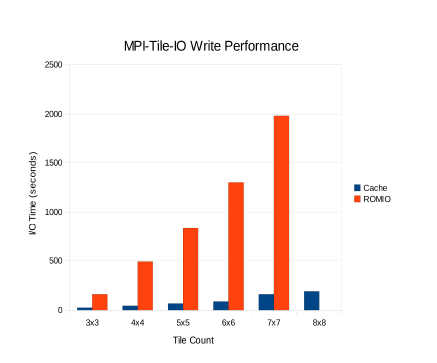 MPI-Tile-IO Write Performance
2500
2000
1500
1000
500
0
I/O Time (seconds)
3x3 4x4 5x5 6x6 7x7 8x8
Tile Count
Cache
ROMIO